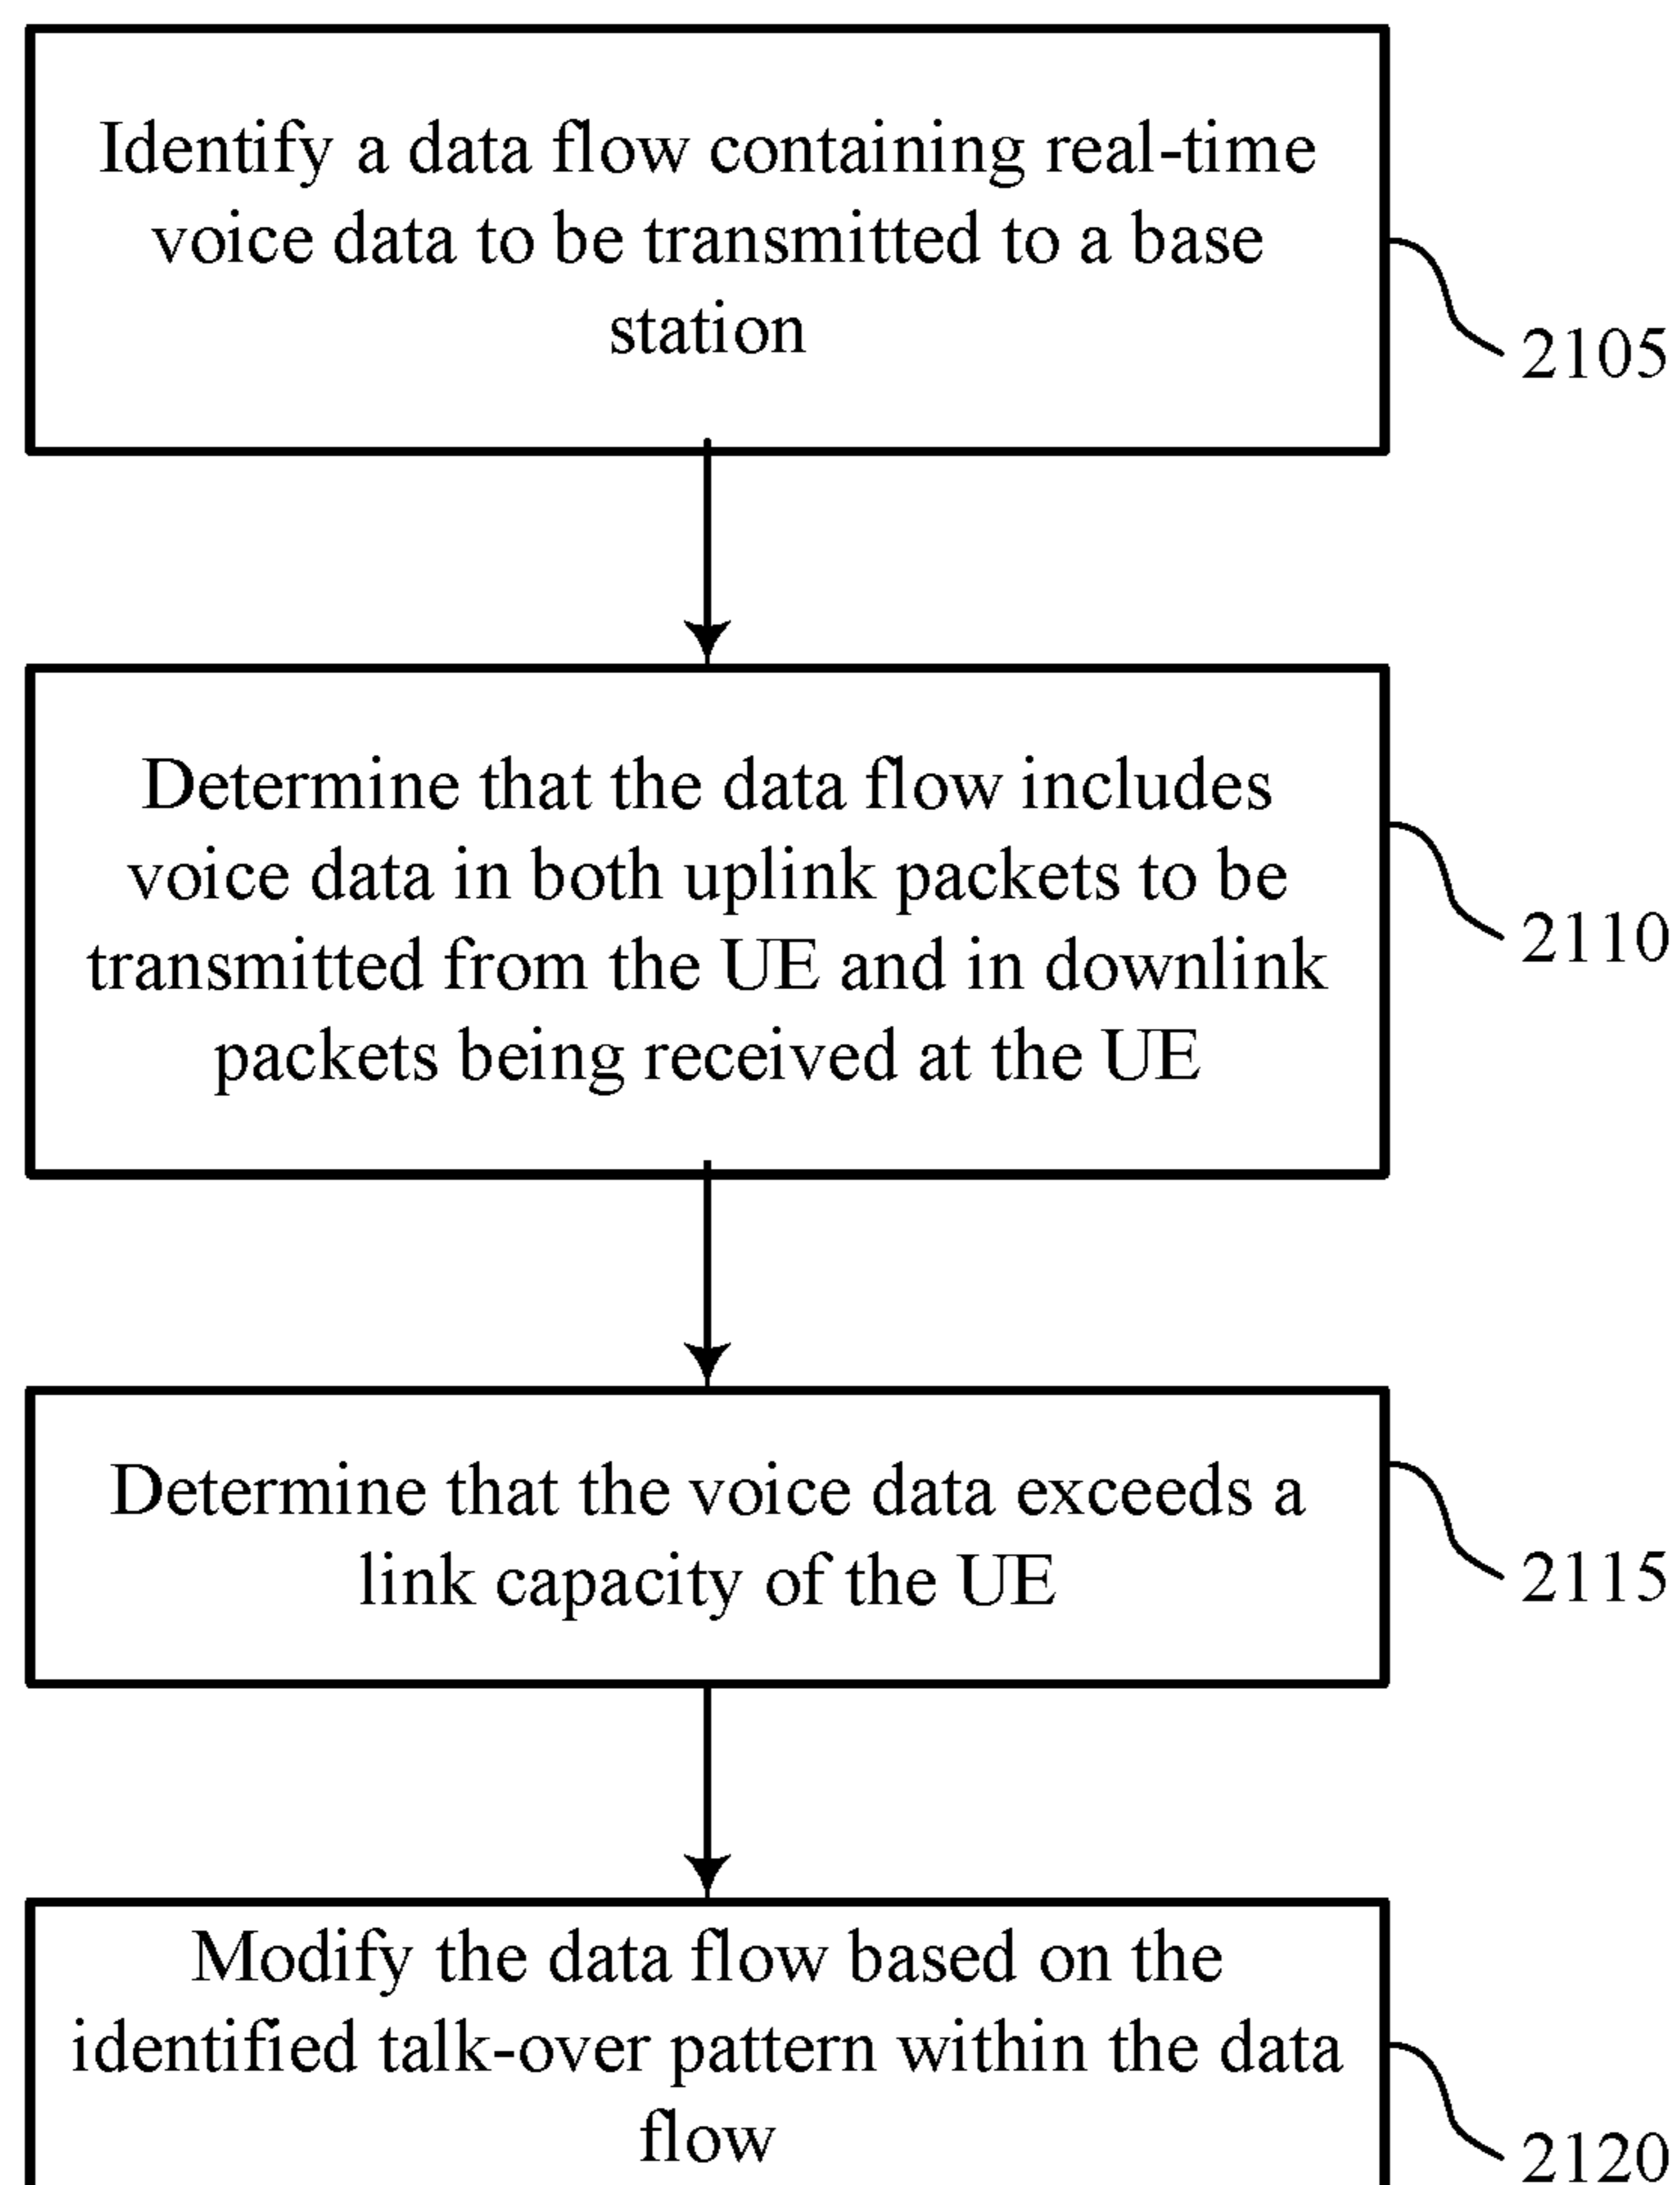 Identify a data flow containing real-time
voice data to be transmitted to a base
station
2105
Determine that the data flow includes
voice data in both uplink packets to be
transmitted from the UE and in downlink
packets being received at the UE
2110
Determine that the voice data exceeds a
link capacity of the UE
2115
Modify the data flow based on the
identified talk-over pattern within the data
flow
2120